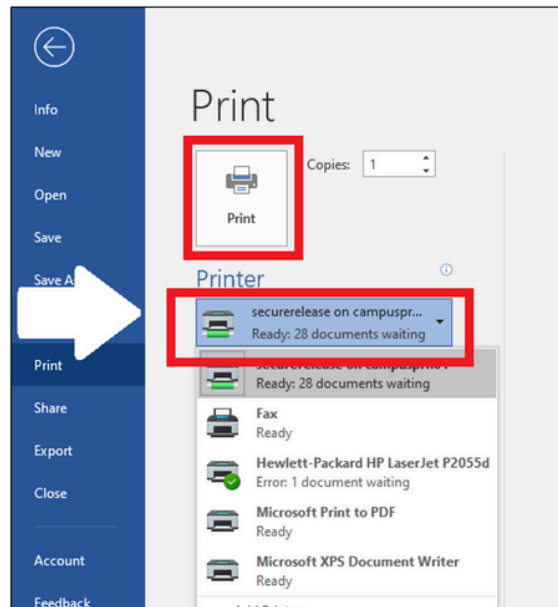 Print
Info
New
Open
Save
Save A
Print
Share
Export
Close
Account
Feedback
Copies: 1
Print
Printer
securerelease on campuspr...
Ready: 28 documents waiting
securerelease on
Ready: 28 documents waiting
Fax
Ready
Hewlett-Packard HP LaserJet P2055d
Error: 1 document waiting
Microsoft Print to PDF
Ready
Microsoft XPS Document Writer
Ready